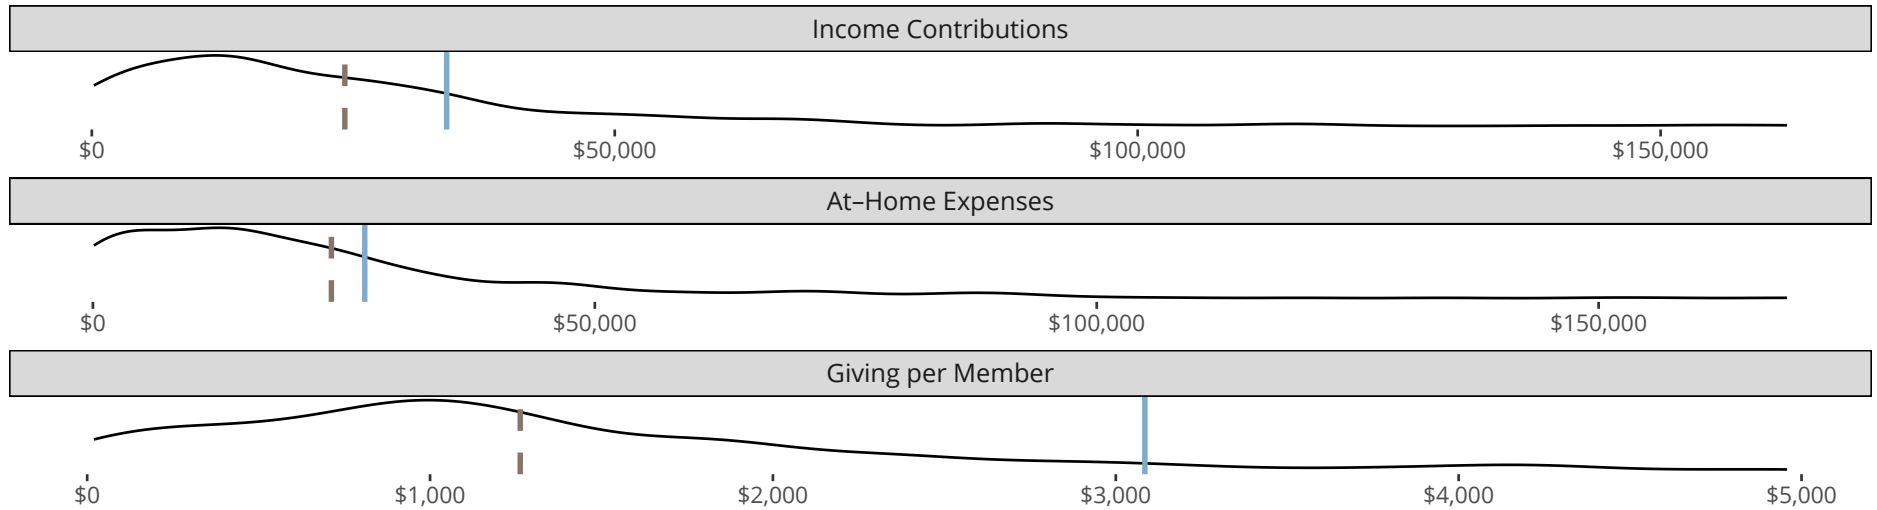 Income Contributions
$0 $50,000 $100,000 $150,000
At–Home Expenses
$0 $50,000 $100,000 $150,000
Giving per Member
$0 $1,000 $2,000 $3,000 $4,000 $5,000